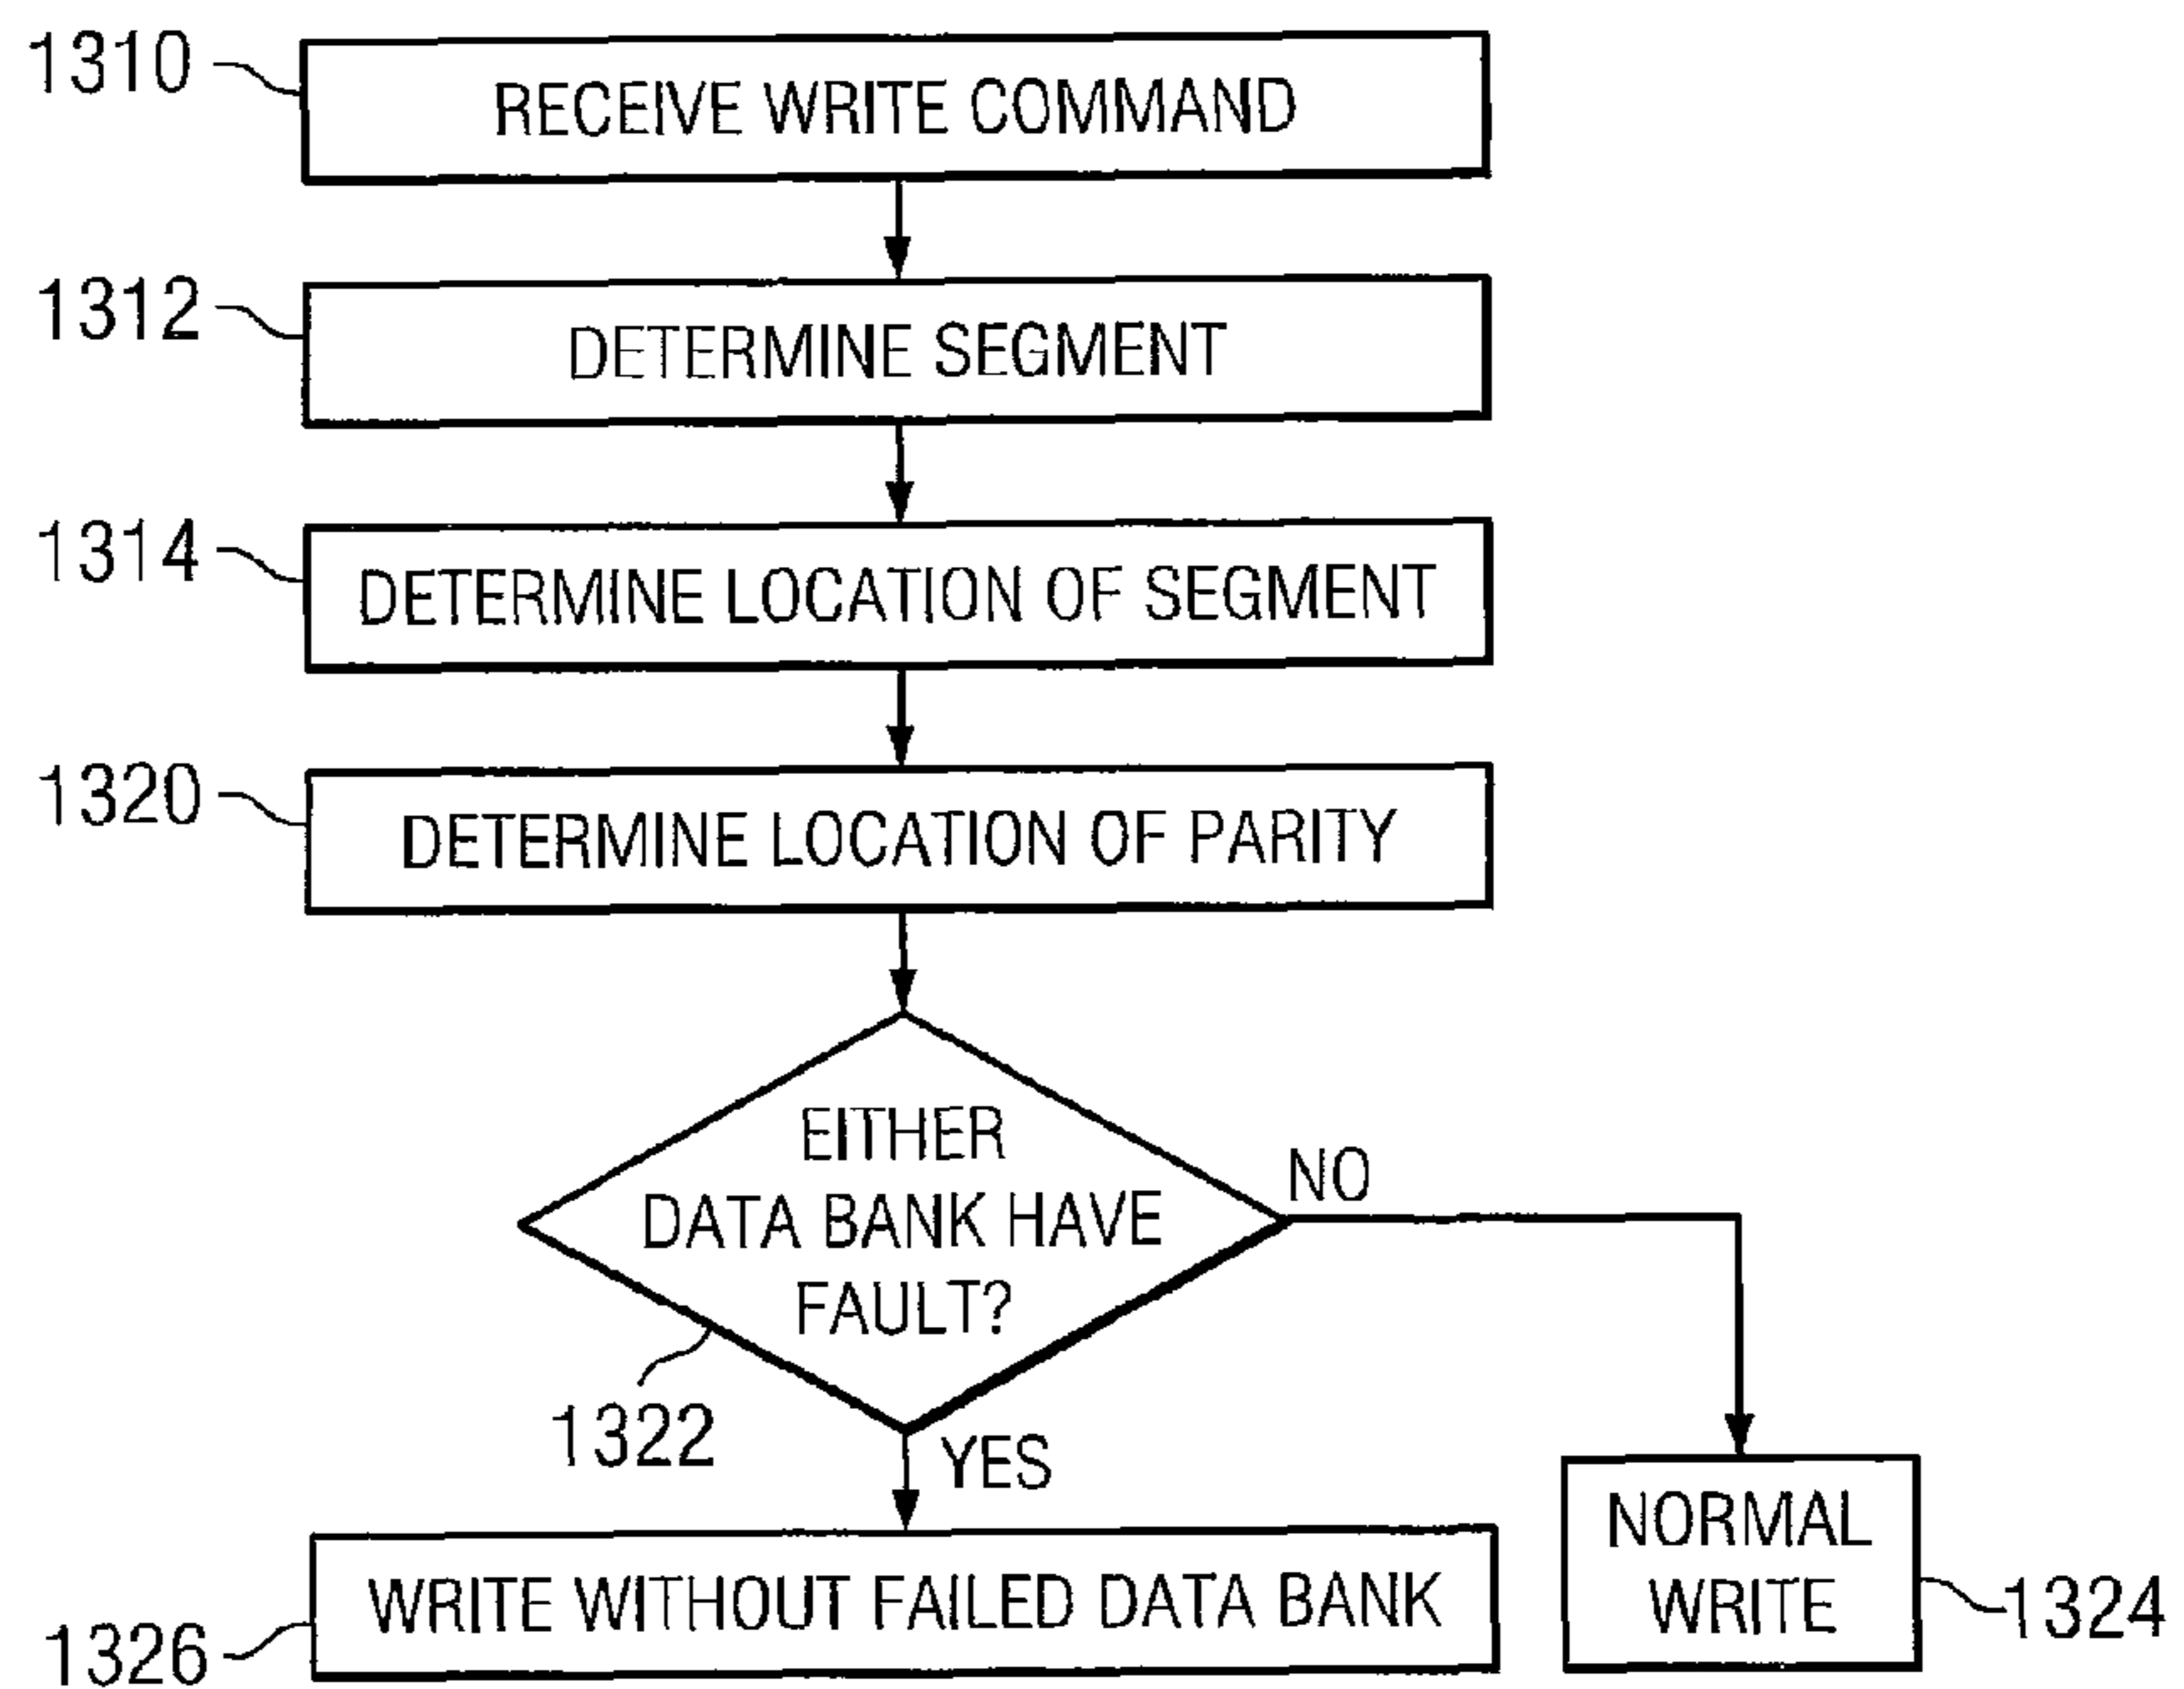 1310
RECEIVE WRITE COMMAND
1312
DETERMINE SEGMENT
1314
DETERMINE LOCATION OF SEGMENT
1320
DETERMINE LOCATION OF PARITY
EITHER
DATA BANK HAVE
FAULT?
NO
1322
YES
NORMAL
WRITE
1324
WRITE WITHOUT FAILED DATA BANK
1326